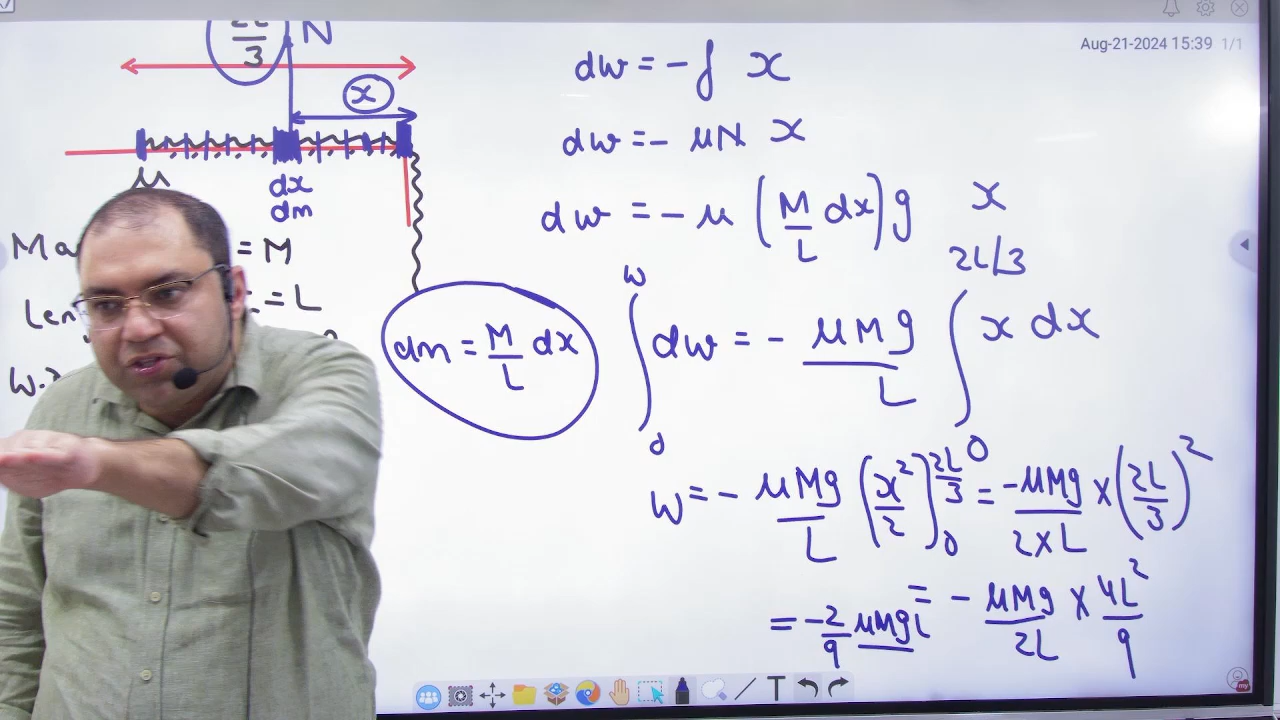 Aug-21-2024 15:39 1/1
2L/3 N
x
μ
dx
dm
= M
= L
dm = M/L dx
dw = -f x
dw = - μN x
dw = - μ (M/L dx) g x
∫₀ʷ dw = - μMg/L ∫₀^(2L/3) x dx
w = - μMg/L (x²/2)₀^(2L/3) = -μMg/(2×L) × (2L/3)²
= - μMg/2L × 4L²/9
= -2/9 μMgL
T